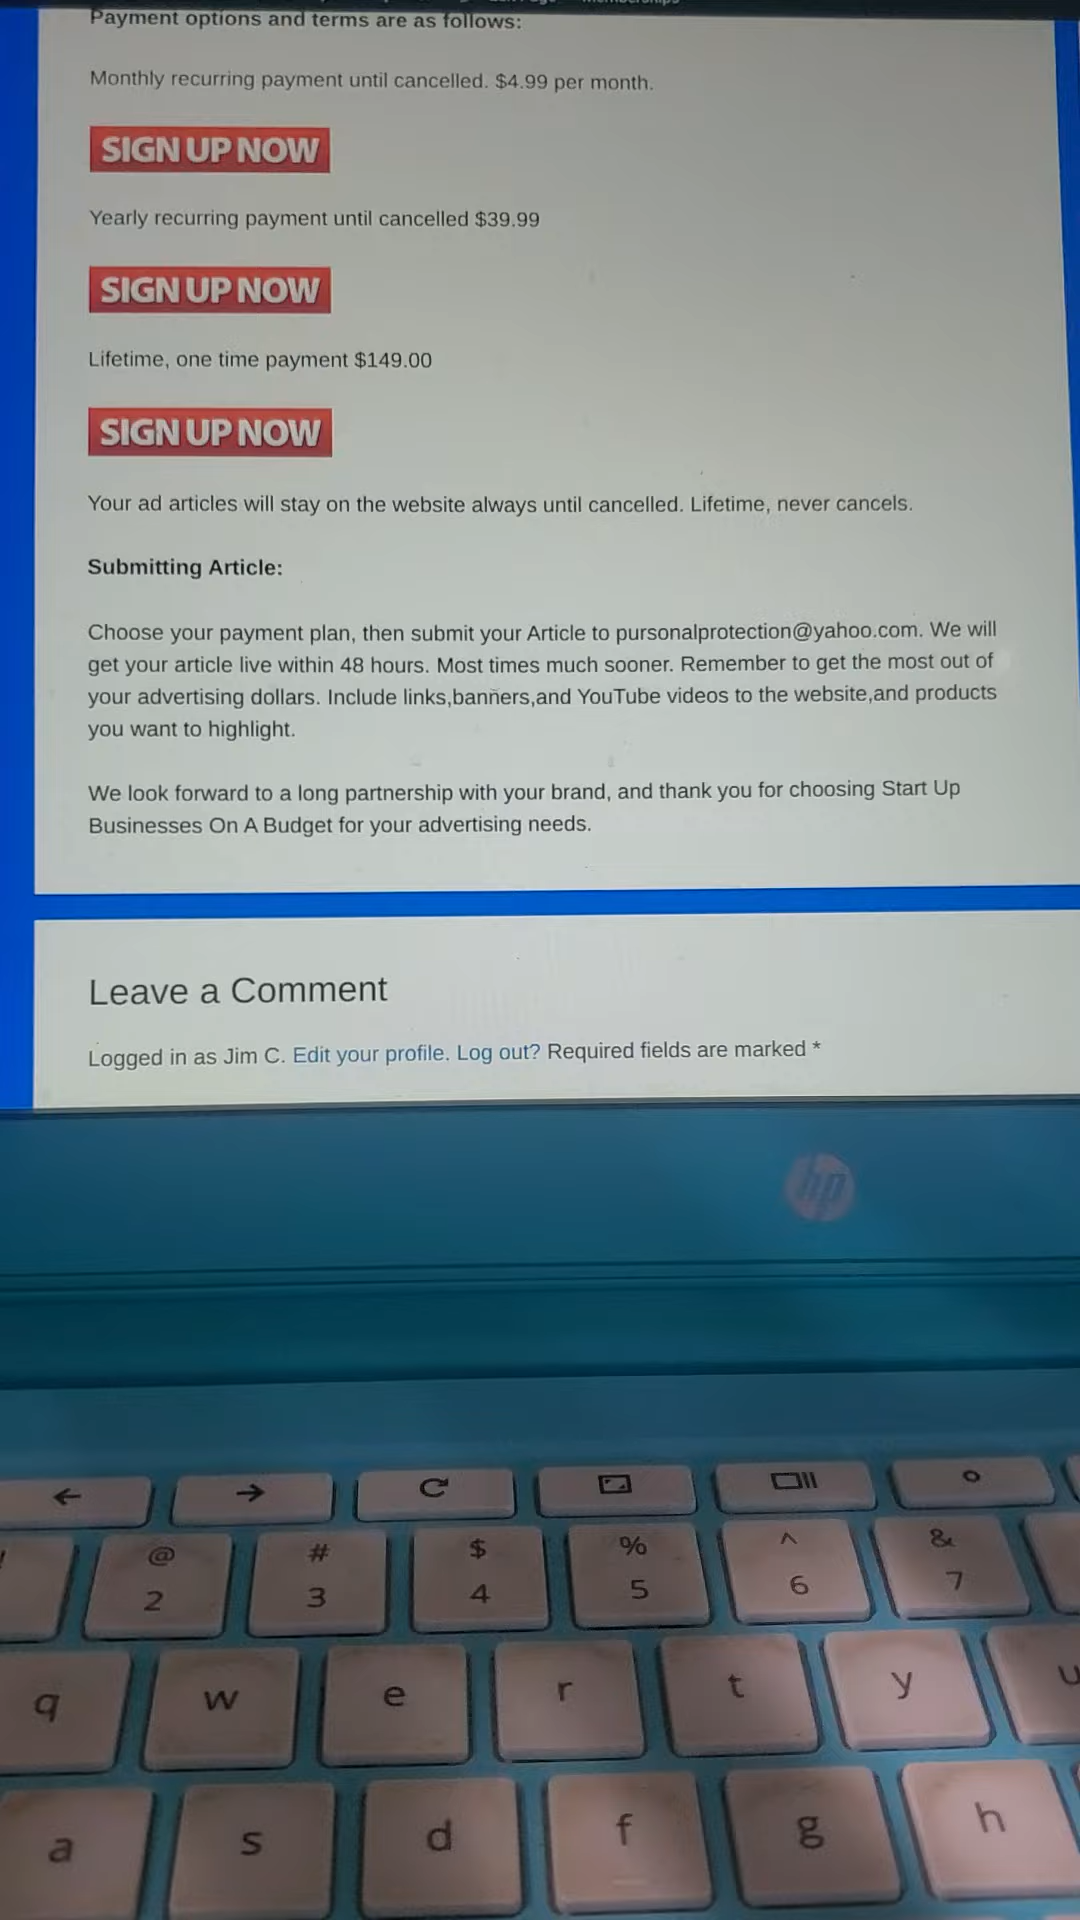 Payment options and terms are as follows:
Monthly recurring payment until cancelled. $4.99 per month.
SIGN UP NOW
Yearly recurring payment until cancelled $39.99
SIGN UP NOW
Lifetime, one time payment $149.00
SIGN UP NOW
Your ad articles will stay on the website always until cancelled. Lifetime, never cancels.
Submitting Article:
Choose your payment plan, then submit your Article to pursonalprotection@yahoo.com. We will
get your article live within 48 hours. Most times much sooner. Remember to get the most out of
your advertising dollars. Include links,banners,and YouTube videos to the website,and products
you want to highlight.
We look forward to a long partnership with your brand, and thank you for choosing Start Up
Businesses On A Budget for your advertising needs.
Leave a Comment
Logged in as Jim C. Edit your profile. Log out? Required fields are marked *
hp
@ # $ % ^ &
2 3 4 5 6 7
q w e r t y u
a s d f g h